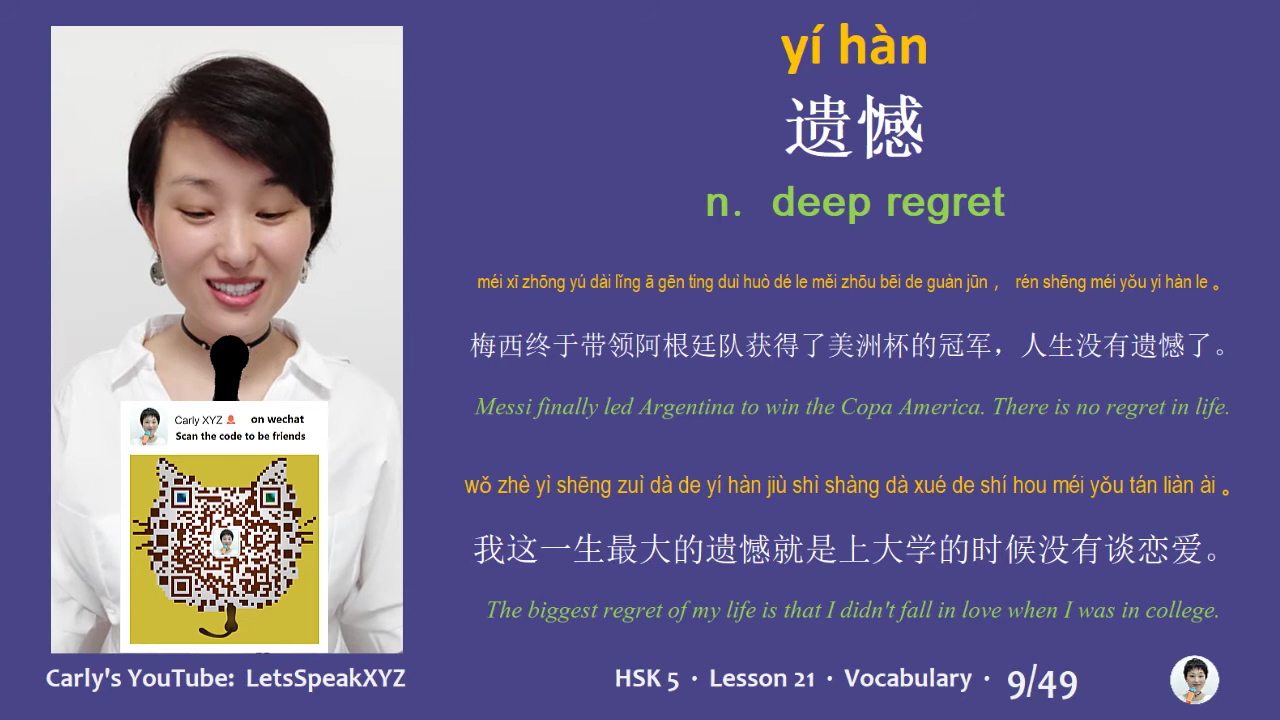 yí hàn
遗憾
n. deep regret
méi xī zhōng yú dài lǐng ā gēn tíng duì huò dé le měi zhōu bēi de guàn jūn， rén shēng méi yǒu yí hàn le 。
梅西终于带领阿根廷队获得了美洲杯的冠军，人生没有遗憾了。
Messi finally led Argentina to win the Copa America. There is no regret in life.
wǒ zhè yì shēng zuì dà de yí hàn jiù shì shàng dà xué de shí hou méi yǒu tán liàn ài 。
我这一生最大的遗憾就是上大学的时候没有谈恋爱。
The biggest regret of my life is that I didn't fall in love when I was in college.
Carly XYZ on wechat
Scan the code to be friends
Carly's YouTube: LetsSpeakXYZ
HSK 5 · Lesson 21 · Vocabulary · 9/49